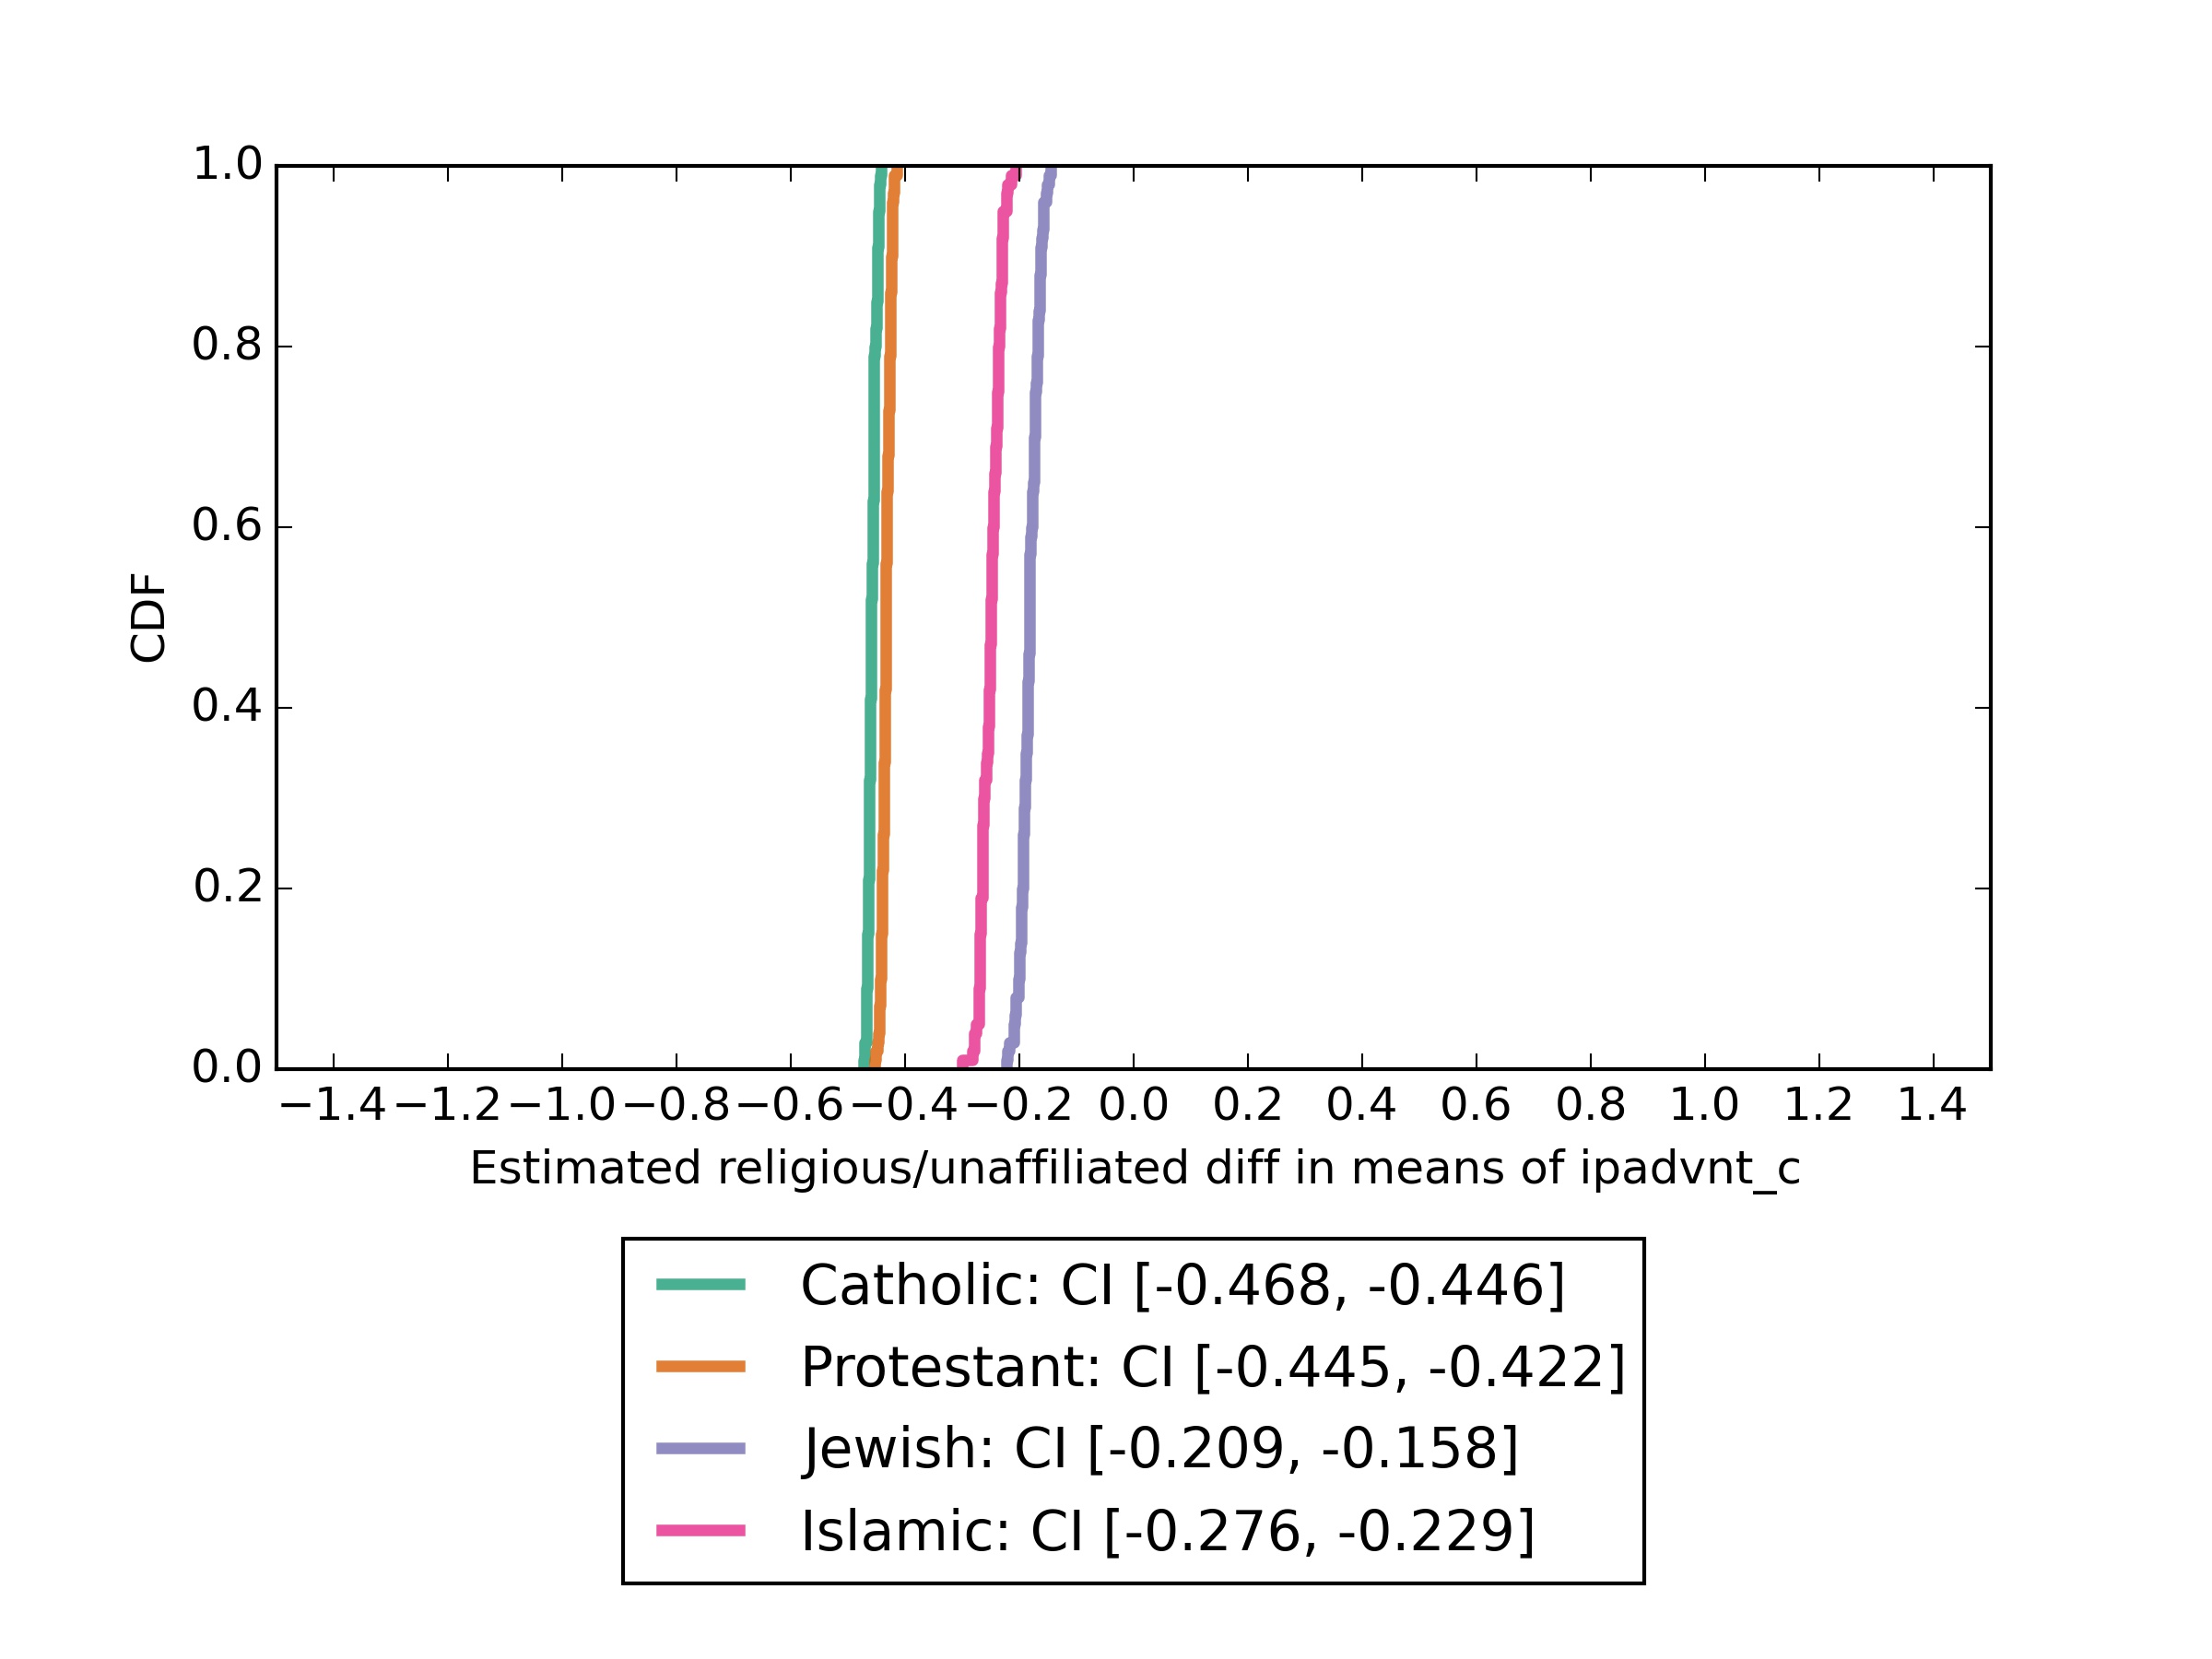 1.0
0.8
0.6
0.4
0.2
0.0
CDF
−1.4 −1.2 −1.0 −0.8 −0.6 −0.4 −0.2 0.0 0.2 0.4 0.6 0.8 1.0 1.2 1.4
Estimated religious/unaffiliated diff in means of ipadvnt_c
Catholic: CI [-0.468, -0.446]
Protestant: CI [-0.445, -0.422]
Jewish: CI [-0.209, -0.158]
Islamic: CI [-0.276, -0.229]